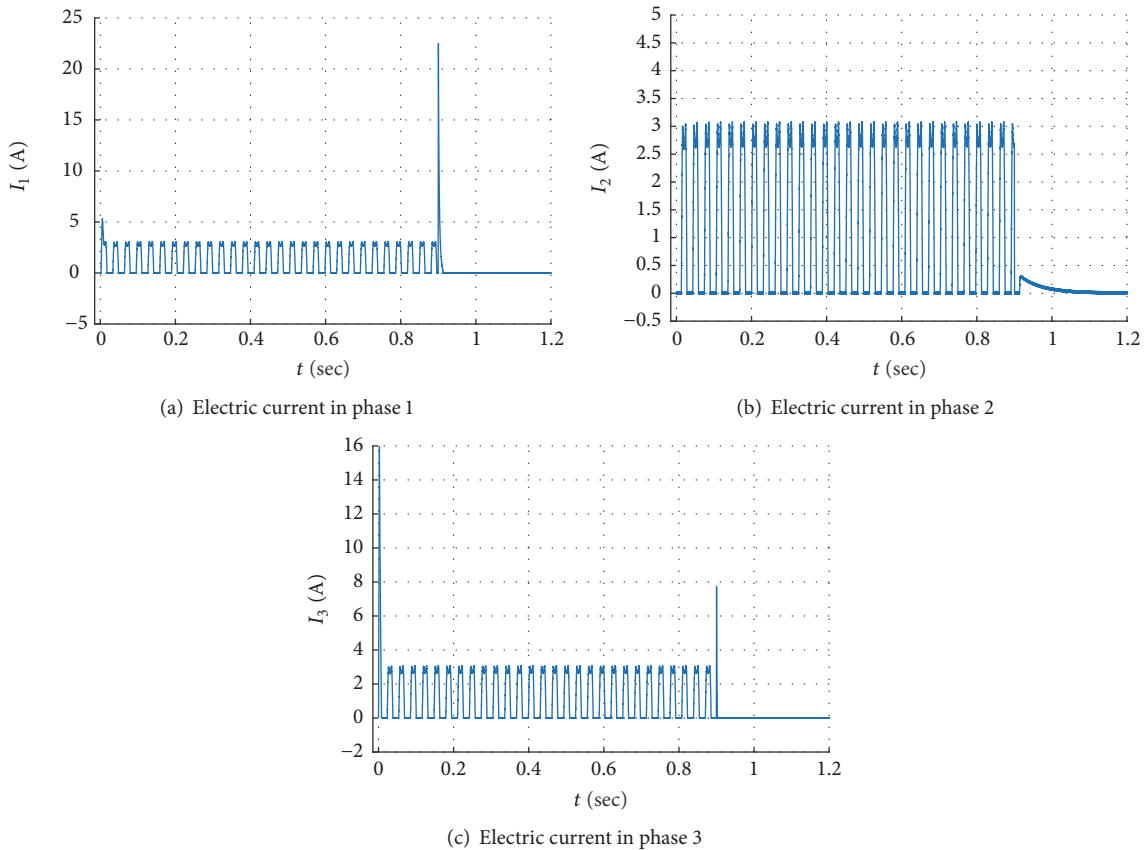 25
20
15
10
5
0
−5
I1 (A)
0 0.2 0.4 0.6 0.8 1 1.2
t (sec)
(a) Electric current in phase 1
5
4.5
4
3.5
3
2.5
2
1.5
1
0.5
0
−0.5
I2 (A)
0 0.2 0.4 0.6 0.8 1 1.2
t (sec)
(b) Electric current in phase 2
16
14
12
10
8
6
4
2
0
−2
I3 (A)
0 0.2 0.4 0.6 0.8 1 1.2
t (sec)
(c) Electric current in phase 3